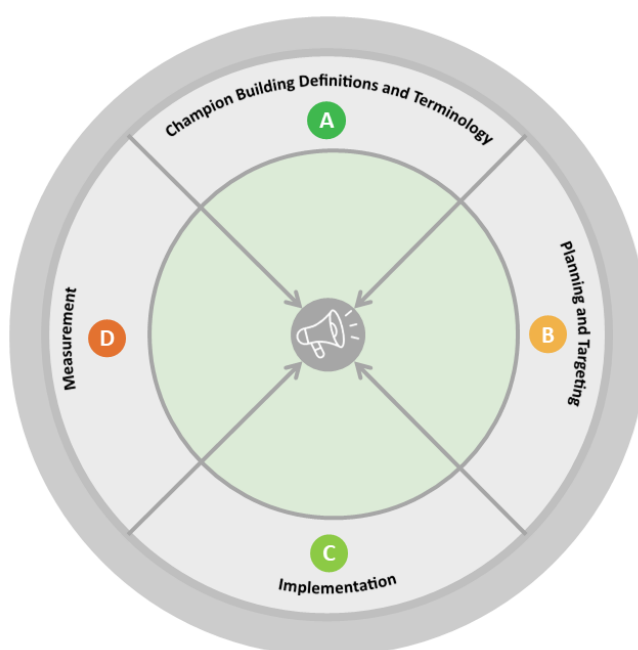 Champion Building Definitions and Terminology
A
Planning and Targeting
B
C
Implementation
Measurement
D